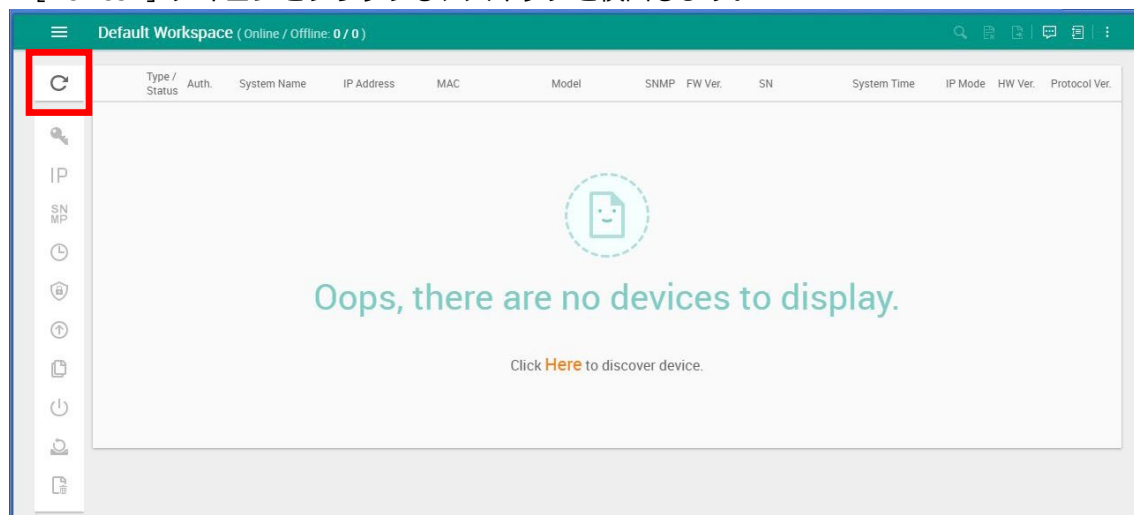 Default Workspace ( Online / Offline: 0 / 0 )
Type / Status Auth. System Name IP Address MAC Model SNMP FW Ver. SN System Time IP Mode HW Ver. Protocol Ver.
IP
SN
MP
Oops, there are no devices to display.
Click Here to discover device.